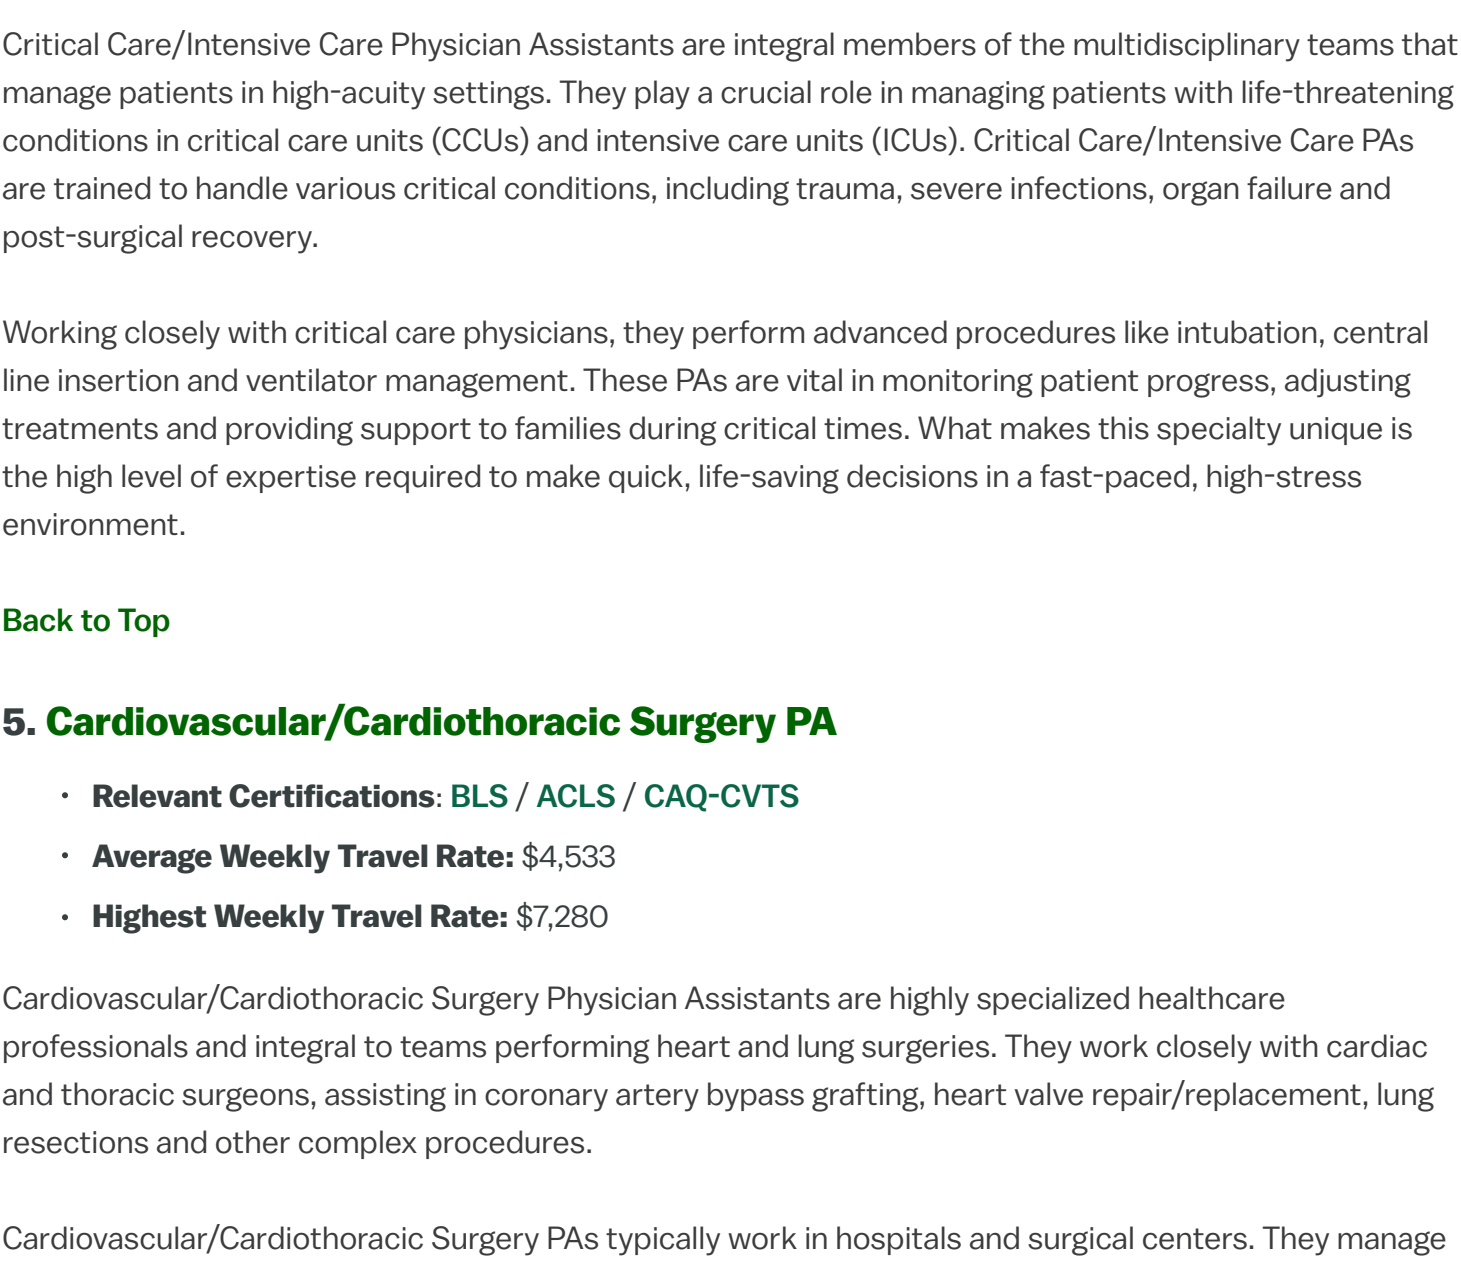 Critical Care/Intensive Care Physician Assistants are integral members of the multidisciplinary teams that
manage patients in high-acuity settings. They play a crucial role in managing patients with life-threatening
conditions in critical care units (CCUs) and intensive care units (ICUs). Critical Care/Intensive Care PAs
are trained to handle various critical conditions, including trauma, severe infections, organ failure and
post-surgical recovery.
Working closely with critical care physicians, they perform advanced procedures like intubation, central
line insertion and ventilator management. These PAs are vital in monitoring patient progress, adjusting
treatments and providing support to families during critical times. What makes this specialty unique is
the high level of expertise required to make quick, life-saving decisions in a fast-paced, high-stress
environment.
Back to Top
5. Cardiovascular/Cardiothoracic Surgery PA
• Relevant Certifications: BLS / ACLS / CAQ-CVTS
• Average Weekly Travel Rate: $4,533
• Highest Weekly Travel Rate: $7,280
Cardiovascular/Cardiothoracic Surgery Physician Assistants are highly specialized healthcare
professionals and integral to teams performing heart and lung surgeries. They work closely with cardiac
and thoracic surgeons, assisting in coronary artery bypass grafting, heart valve repair/replacement, lung
resections and other complex procedures.
Cardiovascular/Cardiothoracic Surgery PAs typically work in hospitals and surgical centers. They manage